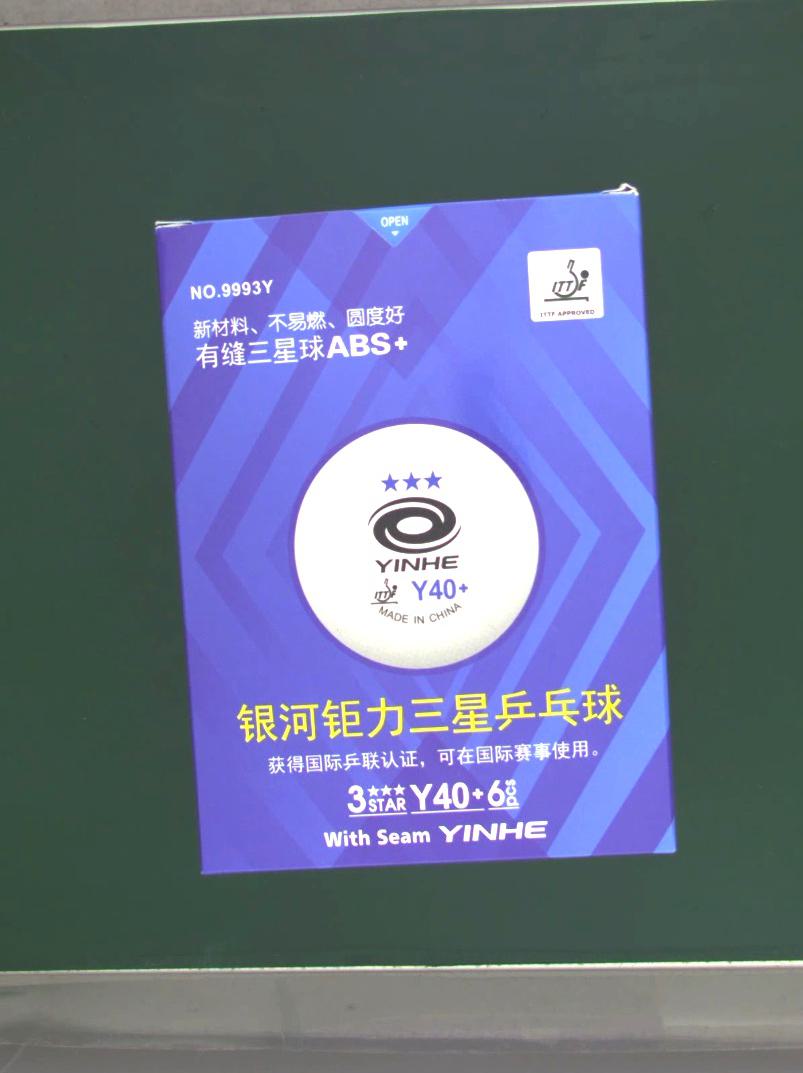 OPEN
NO.9993Y
ITTF
ITTF APPROVED
新材料、不易燃、圆度好
有缝三星球ABS+
YINHE
ITTF Y40+
MADE IN CHINA
银河钜力三星乒乓球
获得国际乒联认证，可在国际赛事使用。
3 STAR Y40+ 6 PCS
With Seam YINHE